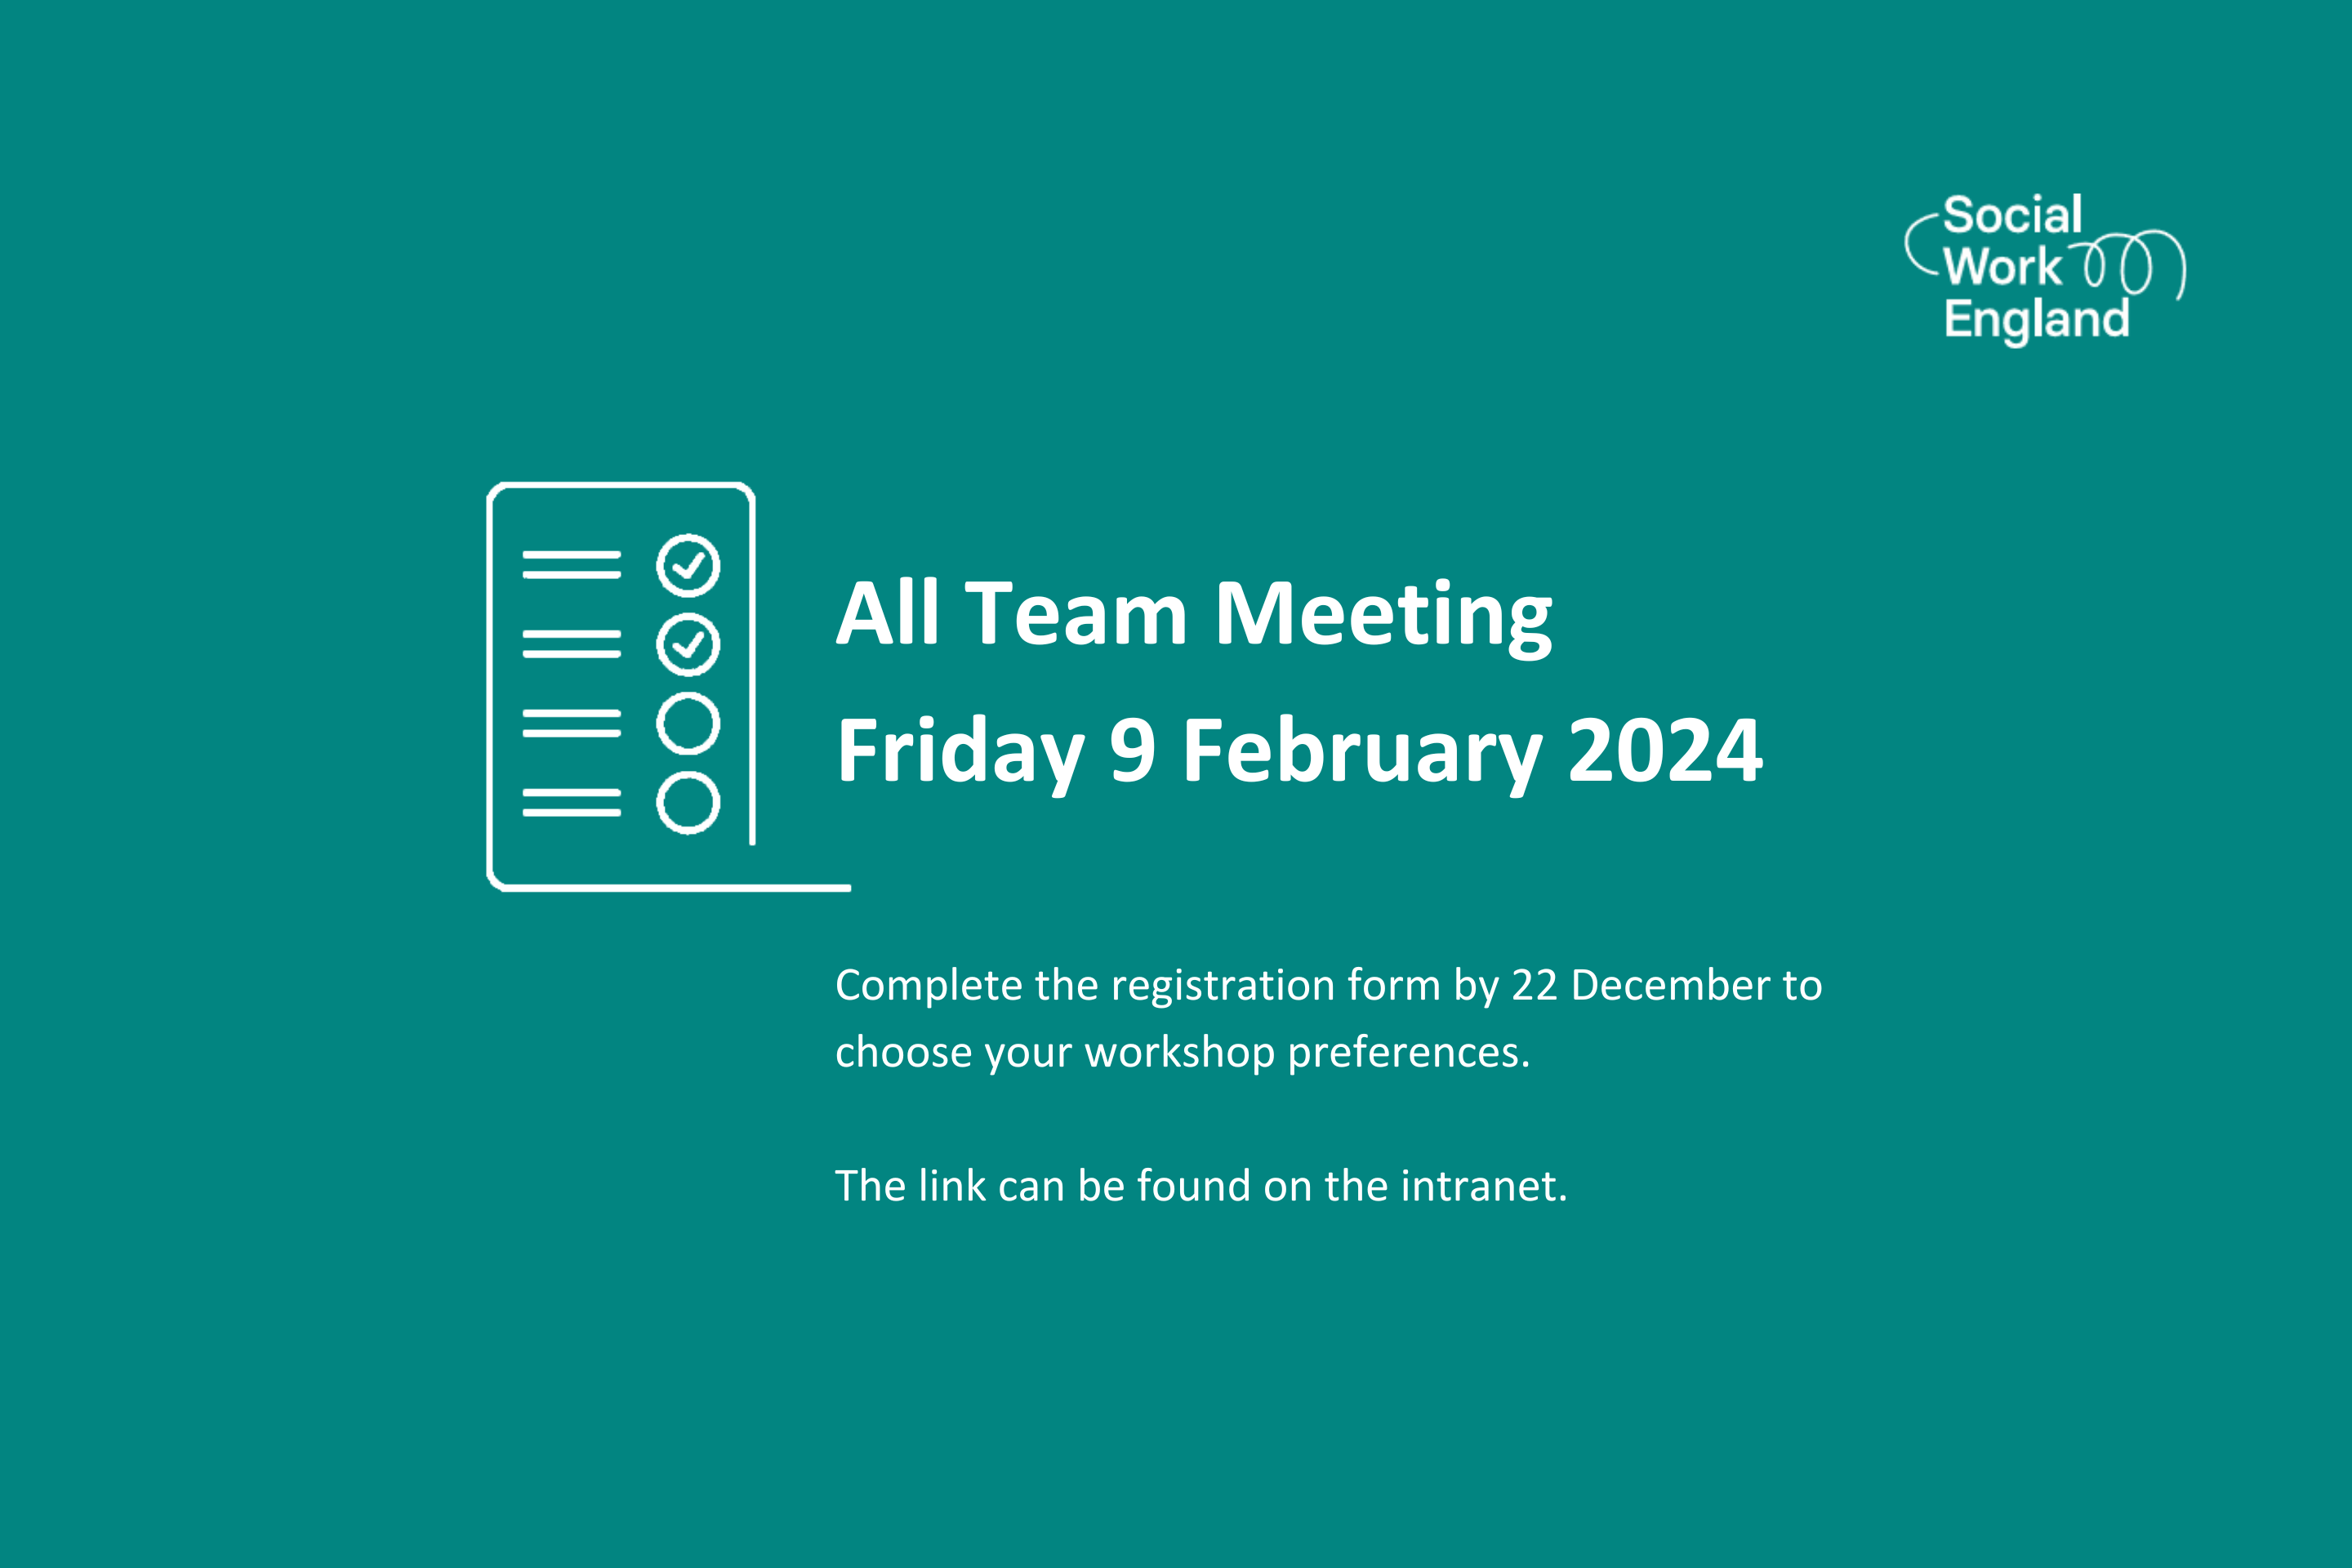 Social
Work
England
All Team Meeting
Friday 9 February 2024
Complete the registration form by 22 December to
choose your workshop preferences.
The link can be found on the intranet.